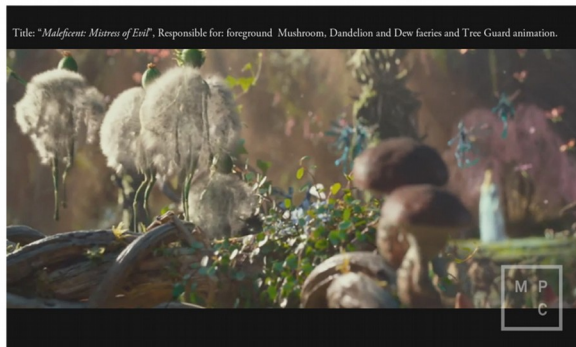 Title: “Maleficent: Mistress of Evil”, Responsible for: foreground  Mushroom, Dandelion and Dew faeries and Tree Guard animation.
M P
C